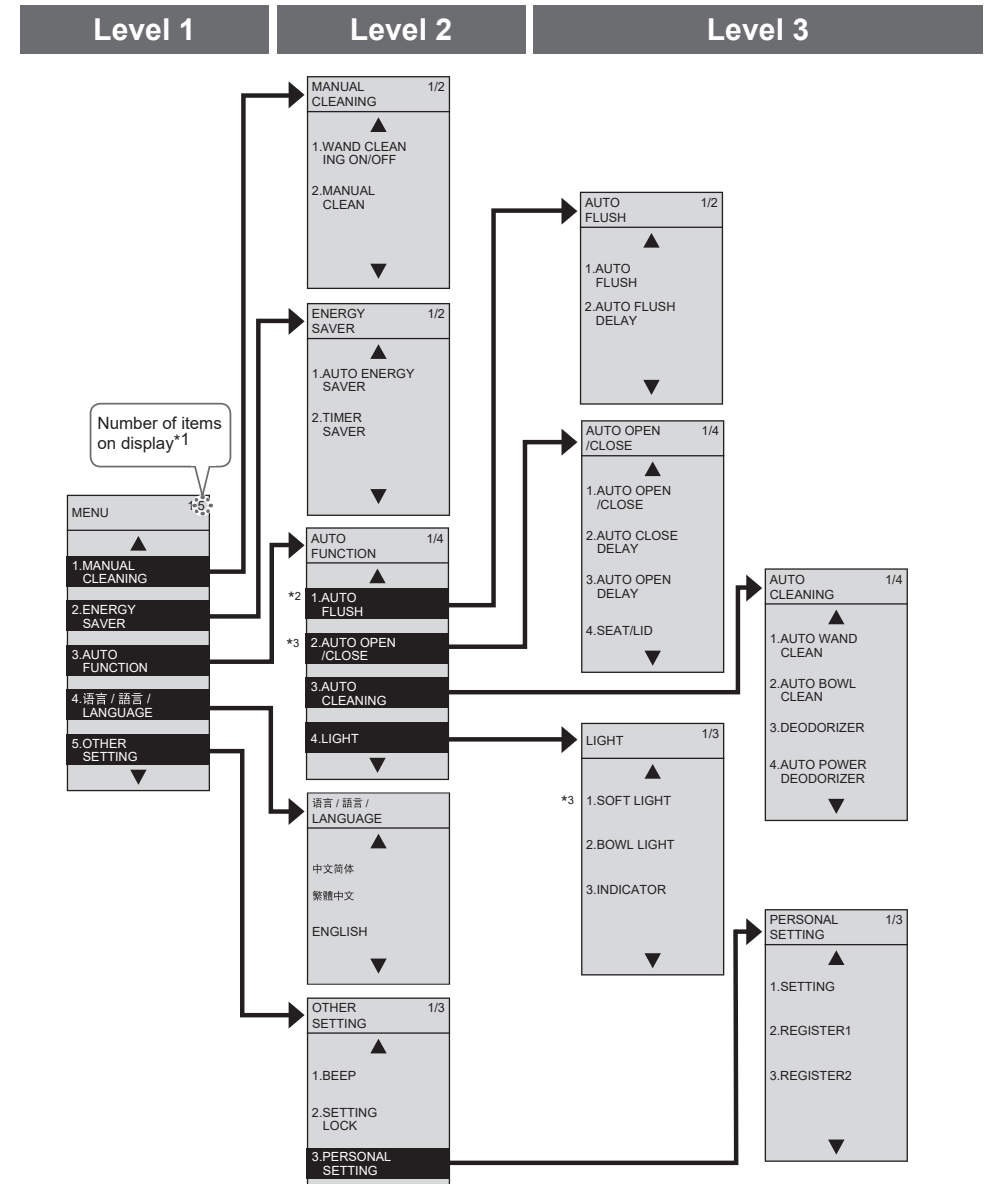 Level 1
Level 2
Level 3
MANUAL 1/2
CLEANING
1.WAND CLEAN
ING ON/OFF
2.MANUAL
CLEAN
ENERGY 1/2
SAVER
1.AUTO ENERGY
SAVER
2.TIMER
SAVER
Number of items
on display*1
MENU 1/5
1.MANUAL
CLEANING
2.ENERGY
SAVER
3.AUTO
FUNCTION
4.语言 / 語言 /
LANGUAGE
5.OTHER
SETTING
AUTO 1/4
FUNCTION
*2 1.AUTO
FLUSH
*3 2.AUTO OPEN
/CLOSE
3.AUTO
CLEANING
4.LIGHT
语言 / 語言 /
LANGUAGE
中文简体
繁體中文
ENGLISH
OTHER 1/3
SETTING
1.BEEP
2.SETTING
LOCK
3.PERSONAL
SETTING
AUTO 1/2
FLUSH
1.AUTO
FLUSH
2.AUTO FLUSH
DELAY
AUTO OPEN 1/4
/CLOSE
1.AUTO OPEN
/CLOSE
2.AUTO CLOSE
DELAY
3.AUTO OPEN
DELAY
4.SEAT/LID
LIGHT 1/3
*3 1.SOFT LIGHT
2.BOWL LIGHT
3.INDICATOR
AUTO 1/4
CLEANING
1.AUTO WAND
CLEAN
2.AUTO BOWL
CLEAN
3.DEODORIZER
4.AUTO POWER
DEODORIZER
PERSONAL 1/3
SETTING
1.SETTING
2.REGISTER1
3.REGISTER2